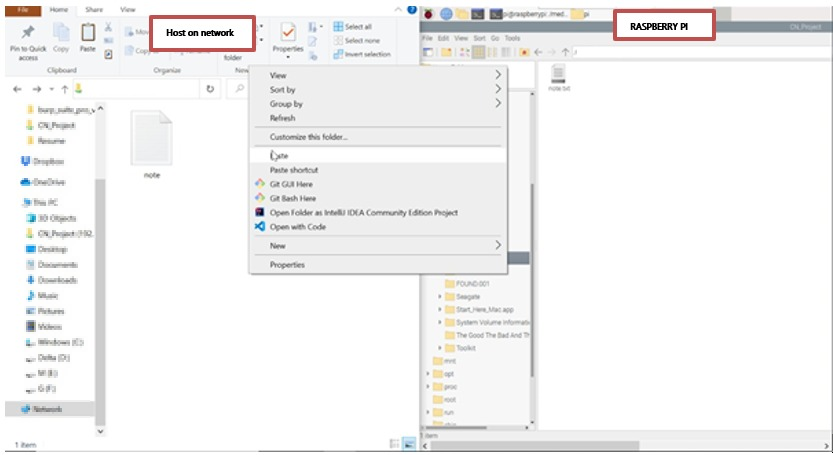 File
Home
Share
View
Host on network
Pin to Quick
access
Copy
Paste
Clipboard
Organize
folder
Properties
Select all
Select none
Invert selection
burp_suite_pro_v
CN_Project
Resume
Dropbox
OneDrive
This PC
3D Objects
CN_Project (192.
Desktop
Documents
Downloads
Music
Pictures
Videos
Windows (C:)
Delta (D:)
M (E:)
G (F:)
Network
1 item
note
View
Sort by
Group by
Refresh
Customize this folder...
Paste shortcut
Git GUI Here
Git Bash Here
Open Folder as IntelliJ IDEA Community Edition Project
Open with Code
New
Properties
pi@raspberrypi: /med...
pi
CN_Project
RASPBERRY PI
File Edit View Sort Go Tools
note.txt
FOUND.001
Seagate
Start_Here_Mac.app
System Volume Informatio
The Good The Bad And Th
Toolkit
mnt
opt
proc
root
run
1 item